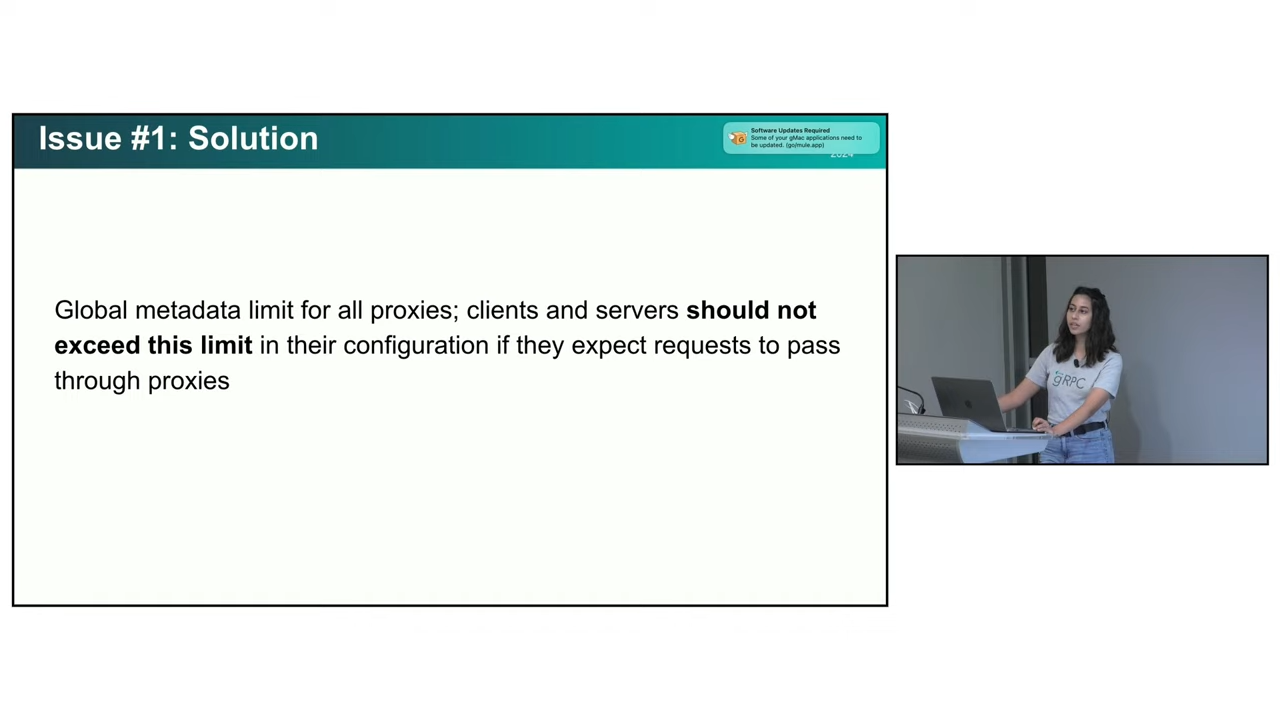 Issue #1: Solution
Software Updates Required
Some of your gMac applications need to
be updated. (go/mule.app)
2024
Global metadata limit for all proxies; clients and servers should not
exceed this limit in their configuration if they expect requests to pass
through proxies
gRPC